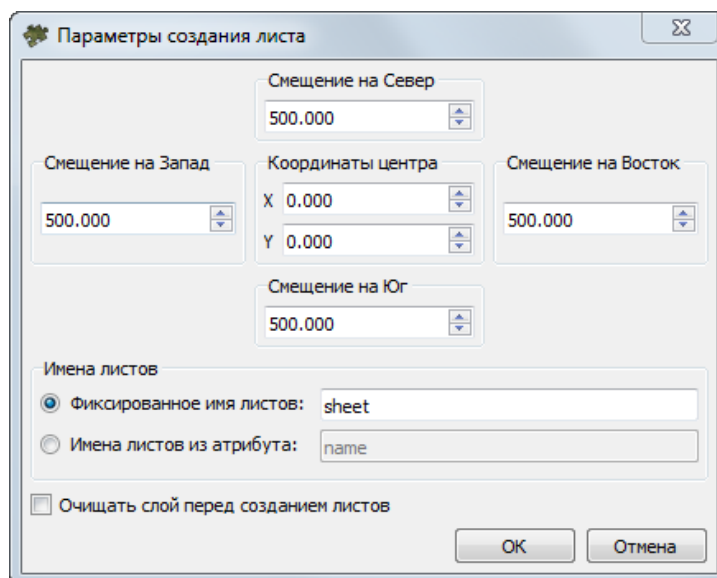 Параметры создания листа
Смещение на Север
500.000
Смещение на Запад
500.000
Координаты центра
X 0.000
Y 0.000
Смещение на Восток
500.000
Смещение на Юг
500.000
Имена листов
Фиксированное имя листов: sheet
Имена листов из атрибута: name
Очищать слой перед созданием листов
OK Отмена